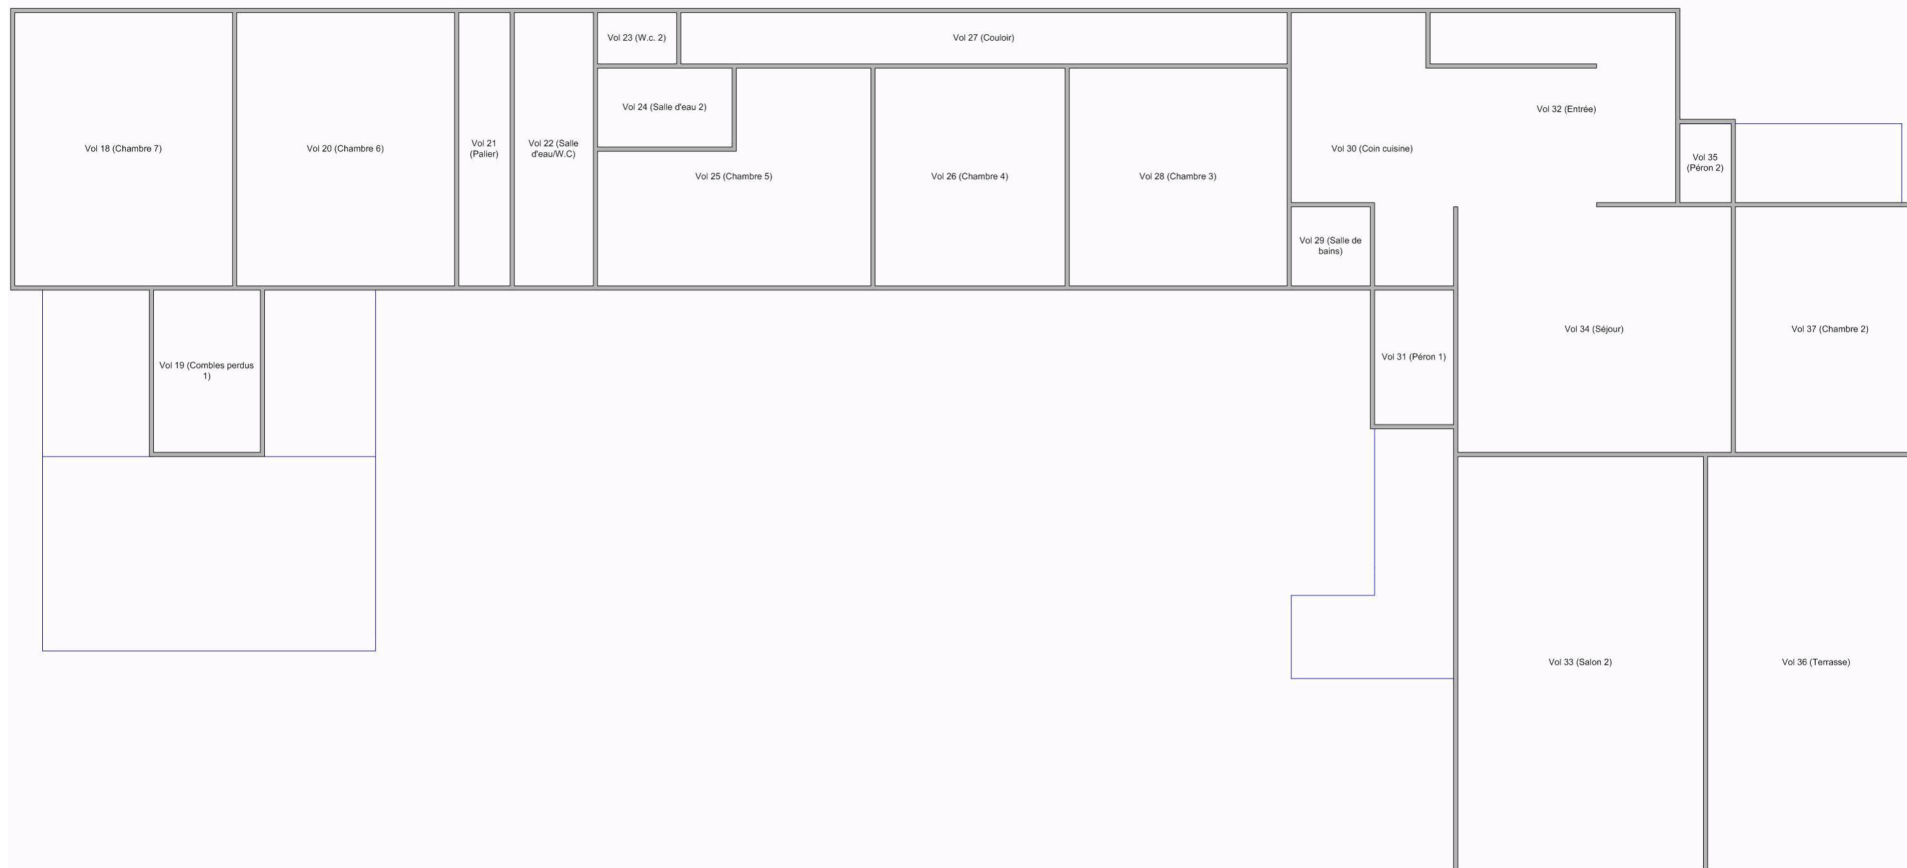 Vol 23 (W.c. 2)
Vol 27 (Couloir)
Vol 24 (Salle d'eau 2)
Vol 32 (Entrée)
Vol 18 (Chambre 7)
Vol 20 (Chambre 6)
Vol 21
(Palier)
Vol 22 (Salle
d'eau/W.C)
Vol 30 (Coin cuisine)
Vol 35
(Péron 2)
Vol 25 (Chambre 5)
Vol 26 (Chambre 4)
Vol 28 (Chambre 3)
Vol 29 (Salle de
bains)
Vol 34 (Séjour)
Vol 37 (Chambre 2)
Vol 31 (Péron 1)
Vol 19 (Combles perdus
1)
Vol 33 (Salon 2)
Vol 36 (Terrasse)